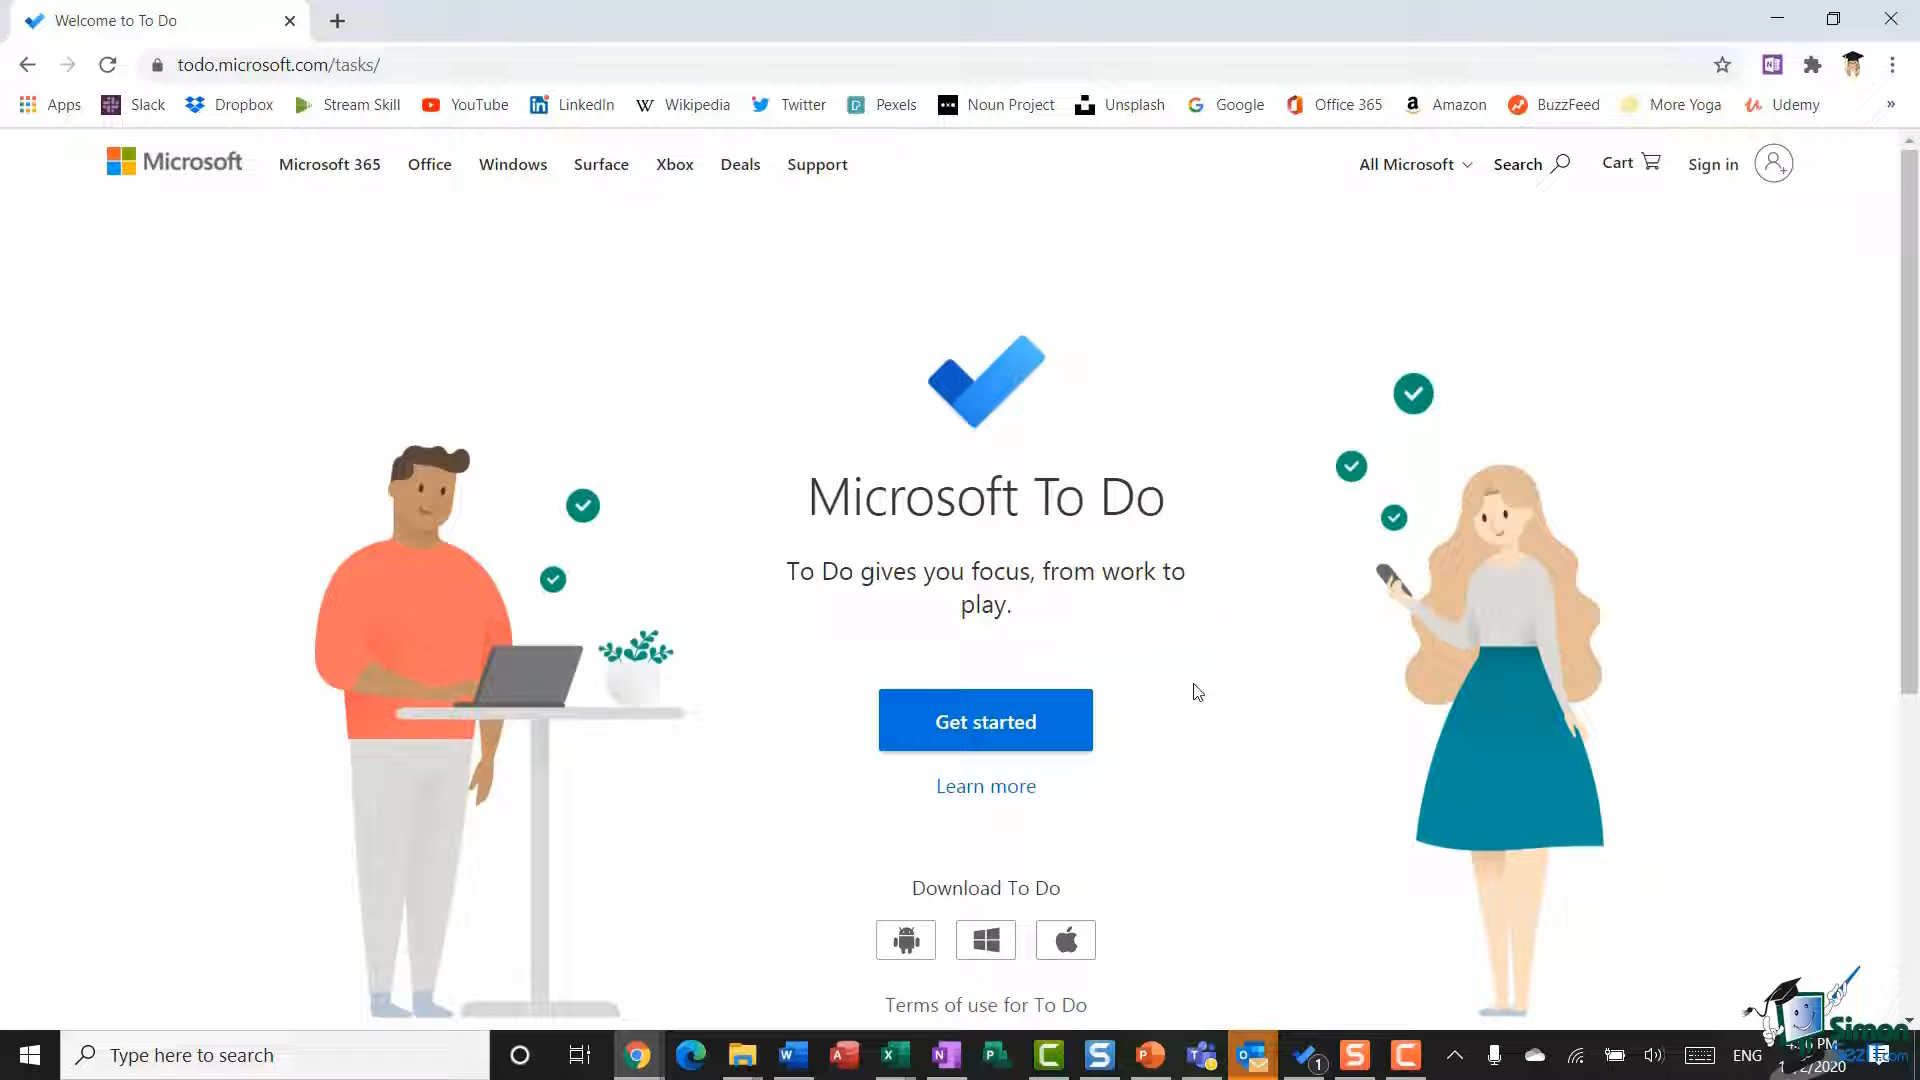 Welcome to To Do
todo.microsoft.com/tasks/
Apps Slack Dropbox Stream Skill YouTube LinkedIn Wikipedia Twitter Pexels Noun Project Unsplash Google Office 365 Amazon BuzzFeed More Yoga Udemy »
Microsoft Microsoft 365 Office Windows Surface Xbox Deals Support All Microsoft Search Cart Sign in
Microsoft To Do
To Do gives you focus, from work to
play.
Get started
Learn more
Download To Do
Terms of use for To Do
Type here to search
1
ENG